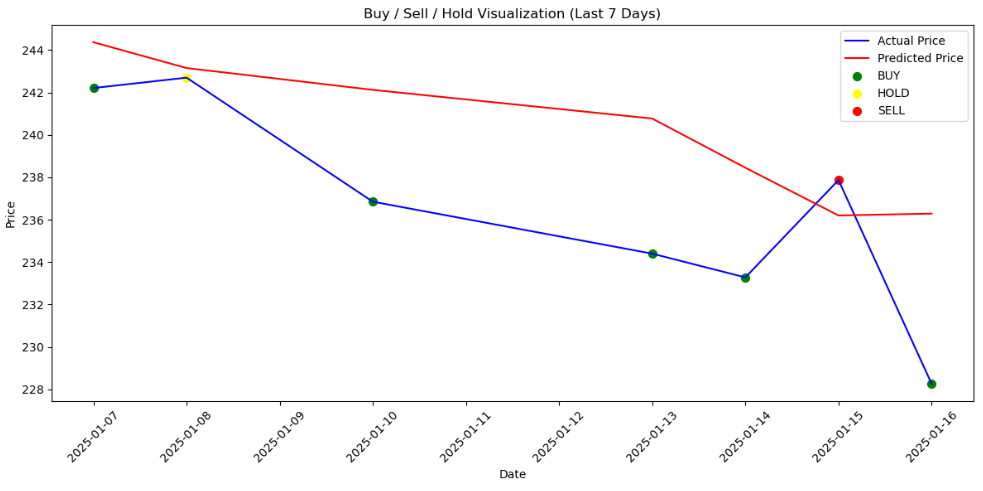 Buy / Sell / Hold Visualization (Last 7 Days)
Actual Price
Predicted Price
BUY
HOLD
SELL
Price
244
242
240
238
236
234
232
230
228
2025-01-07
2025-01-08
2025-01-09
2025-01-10
2025-01-11
2025-01-12
2025-01-13
2025-01-14
2025-01-15
2025-01-16
Date